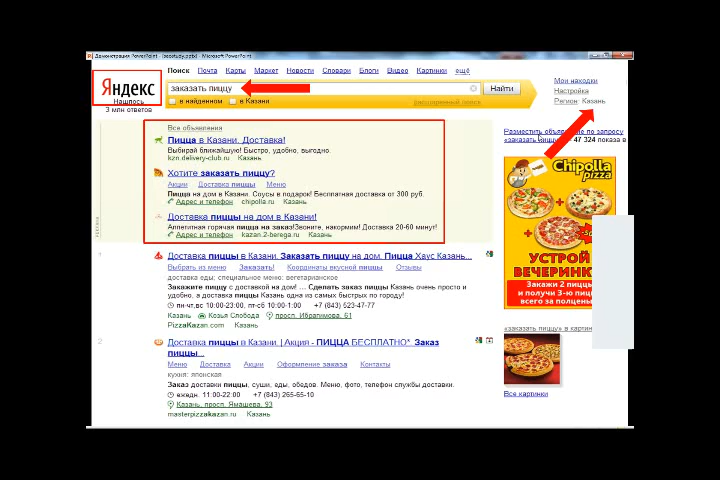 Демонстрация PowerPoint - [seostudy.pptx] - Microsoft PowerPoint
Поиск Почта Карты Маркет Новости Словари Блоги Видео Картинки ещё
Яндекс
Нашлось
3 млн ответов
заказать пиццу
Найти
в найденном в Казани
расширенный поиск
Мои находки
Настройка
Регион: Казань
Все объявления
Пицца в Казани. Доставка!
Выбирай ближайшую! Быстро, удобно, выгодно.
kzn.delivery-club.ru Казань
Хотите заказать пиццу?
Акции Доставка пиццы Меню
Пицца на дом в Казани. Соусы в подарок! Бесплатная доставка от 300 руб.
Адрес и телефон chipolla.ru Казань
Доставка пиццы на дом в Казани!
Аппетитная горячая пицца на заказ!Звоните, накормим! Доставка 20-60 минут!
Адрес и телефон kazan.2-berega.ru Казань
1
Доставка пиццы в Казани. Заказать пиццу на дом. Пицца Хаус Казань...
Выбрать из меню Заказать! Координаты вкусной пиццы Отзывы
доставка еды; специальное меню: вегетарианское
Закажите пиццу с доставкой на дом! ... Сделать заказ пиццы Казань очень просто и
удобно, а доставка пиццы Казань одна из самых быстрых по городу!
пн-чт,вс 10:00-23:00, пт-сб 10:00-1:00 +7 (843) 523-47-77
Казань Козья Слобода просп. Ибрагимова, 61
PizzaKazan.com Казань
2
Доставка пиццы в Казани. | Акция - ПИЦЦА БЕСПЛАТНО*. Заказ
пиццы...
Меню Доставка Акции Оформление заказа Контакты
кухня: японская
Заказ доставки пиццы, суши, еды, обедов. Меню, фото, телефон службы доставки.
ежедн. 11:00-22:00 +7 (843) 265-65-10
Казань, просп. Ямашева, 93
masterpizzakazan.ru Казань
Разместить объявление по запросу
«заказать пиццу» - 47 324 показа в
Chipolla
pizza
УСТРОЙ
ВЕЧЕРИНК
Закажи 2 пиццы
и получи 3-ю пиццу
всего за полцены
«заказать пиццу» в картин
Все картинки